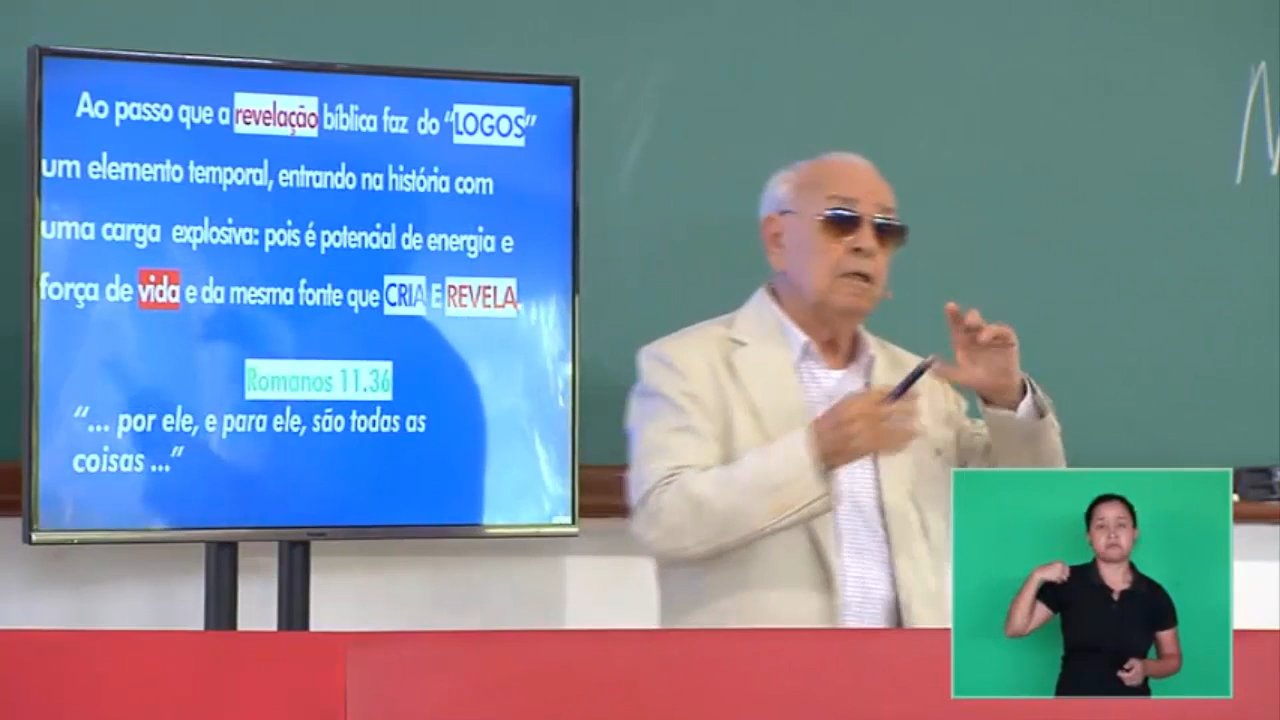 Ao passo que a revelação bíblica faz do “LOGOS”
um elemento temporal, entrando na história com
uma carga explosiva: pois é potencial de energia e
força de vida e da mesma fonte que CRIA E REVELA.
Romanos 11.36
“... por ele, e para ele, são todas as
coisas ...”